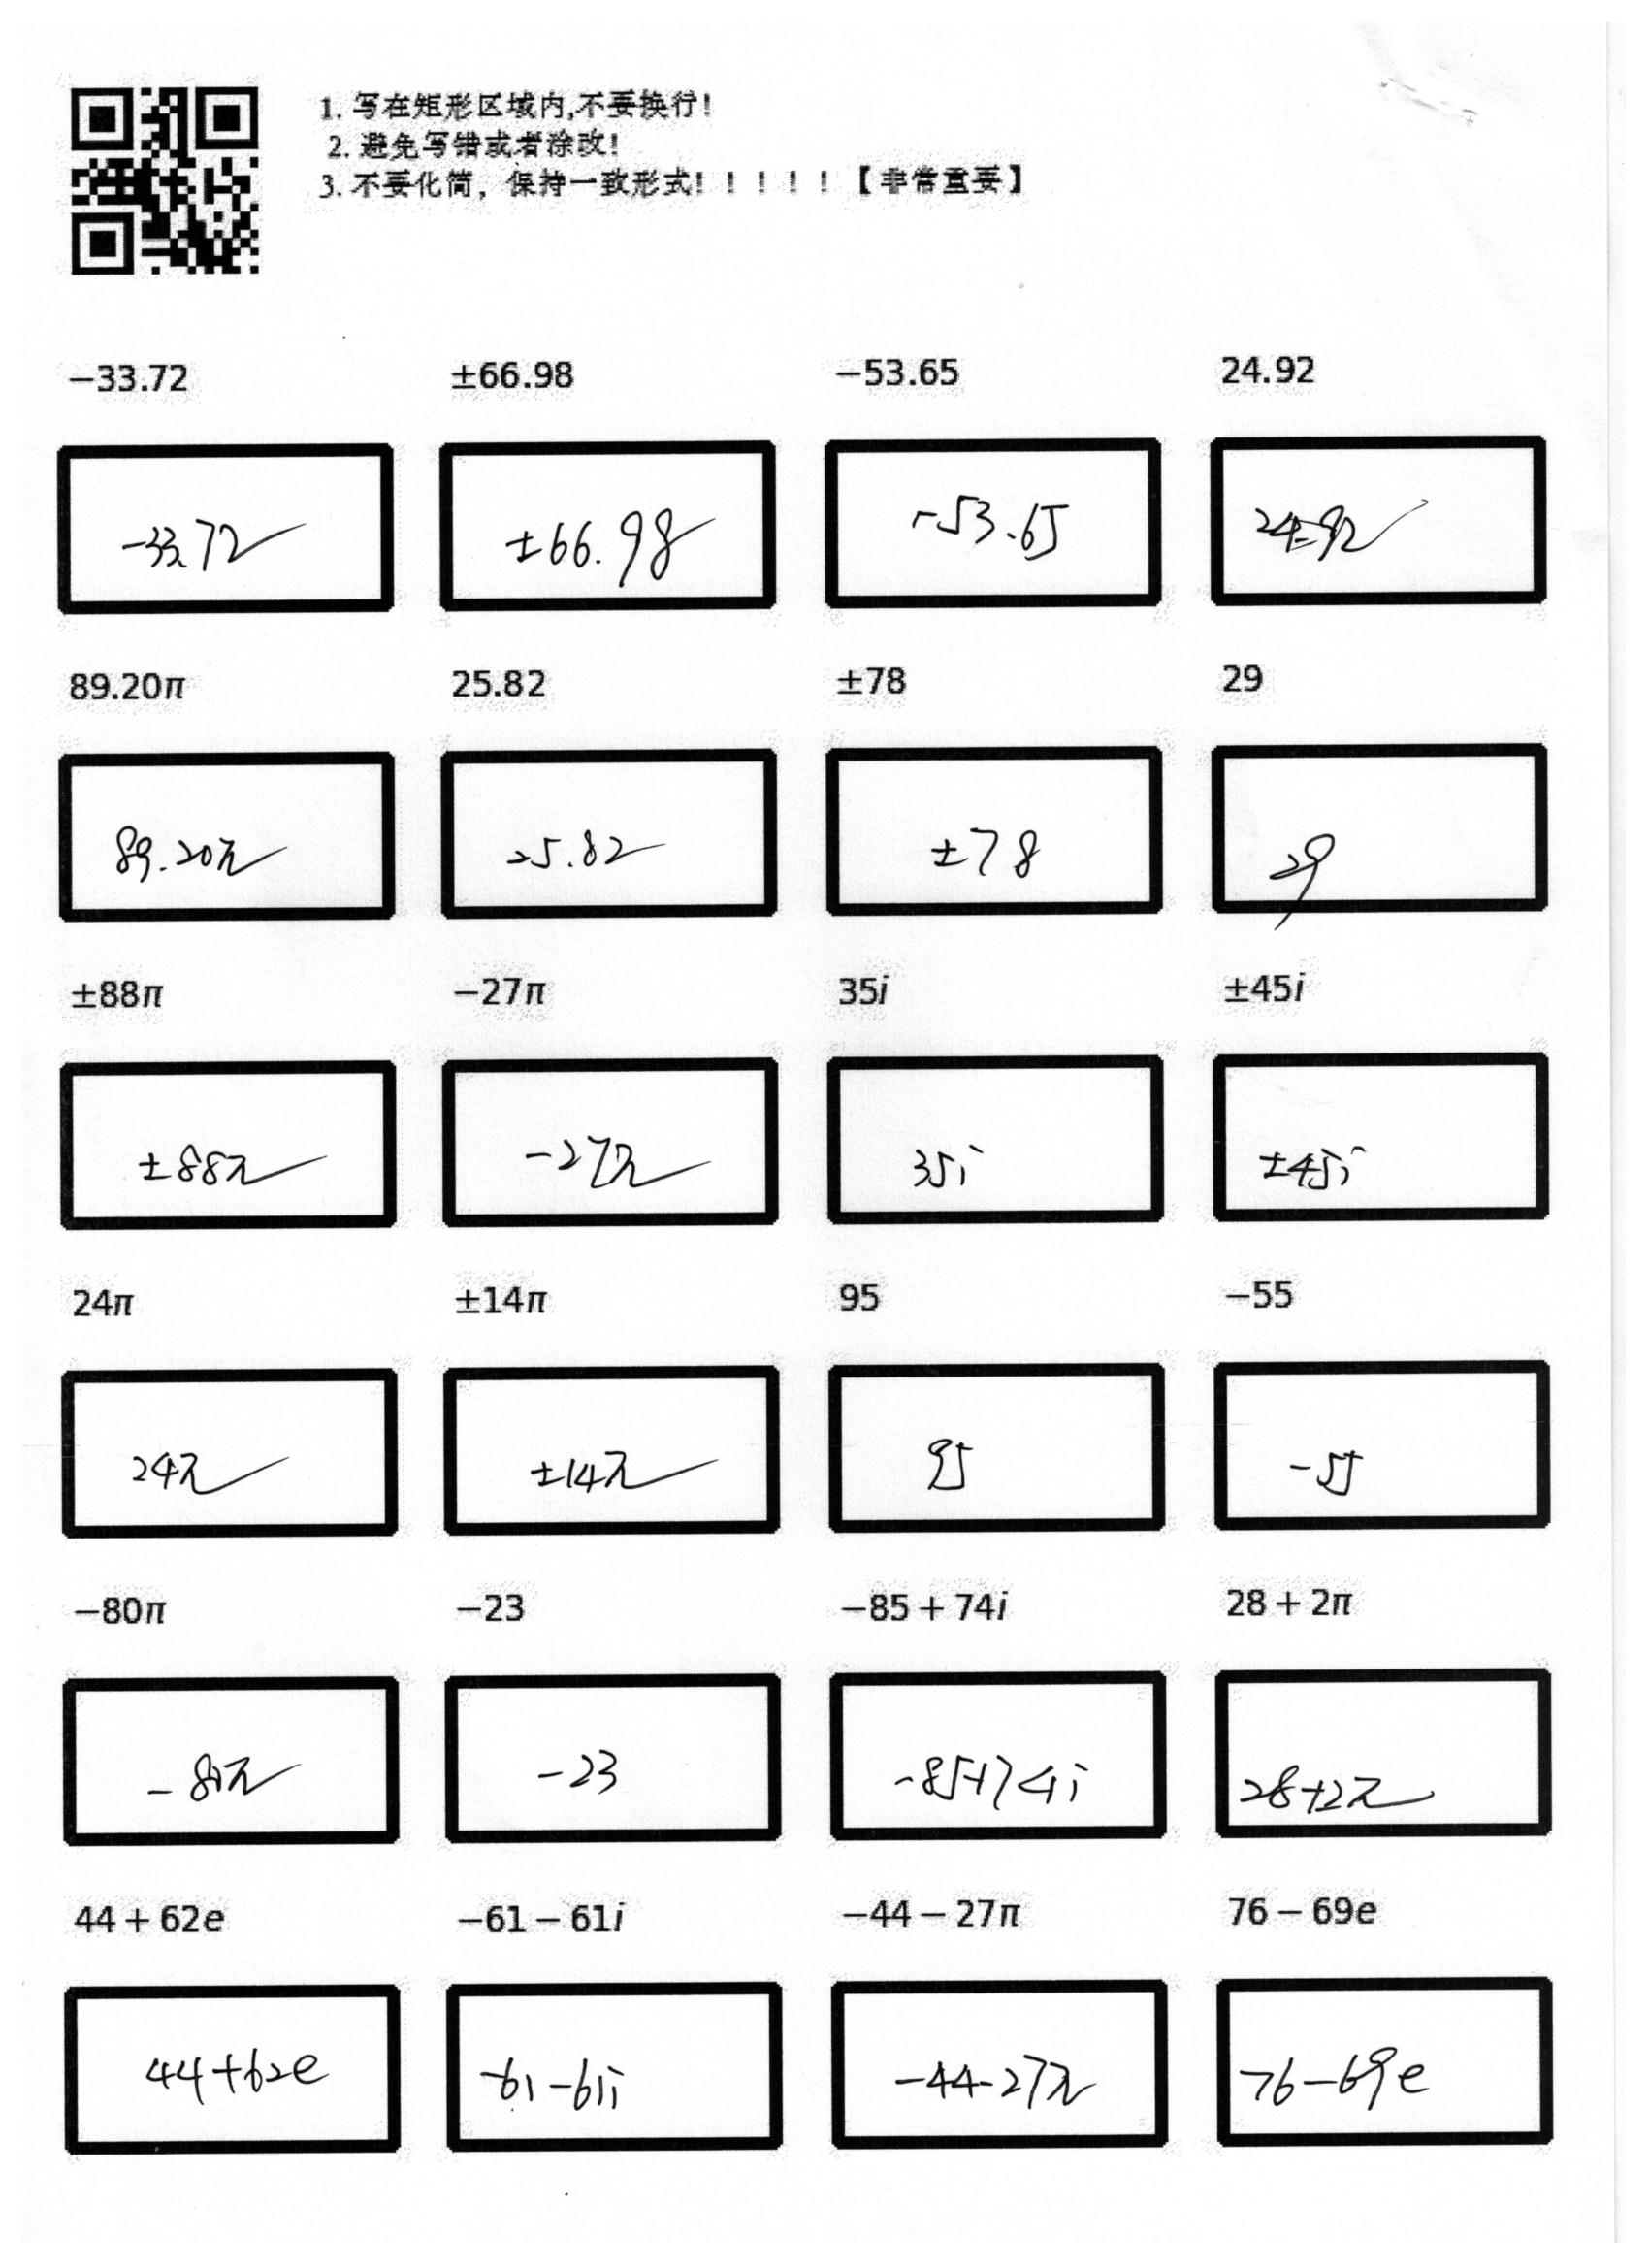 1. 写在矩形区域内,不要换行!
2. 避免写错或者涂改!
3. 不要化简，保持一致形式!！！！！【非常重要】
−33.72 ±66.98 −53.65 24.92
-33.72 ±66.98 -53.65 24.92
89.20π 25.82 ±78 29
89.20π 25.82 ±78 29
±88π −27π 35i ±45i
±88π -27π 35i ±45i
24π ±14π 95 −55
24π ±14π 95 -55
−80π −23 −85 + 74i 28 + 2π
-80π -23 -85+74i 28+2π
44 + 62e −61 − 61i −44 − 27π 76 − 69e
44+62e -61-61i -44-27π 76-69e